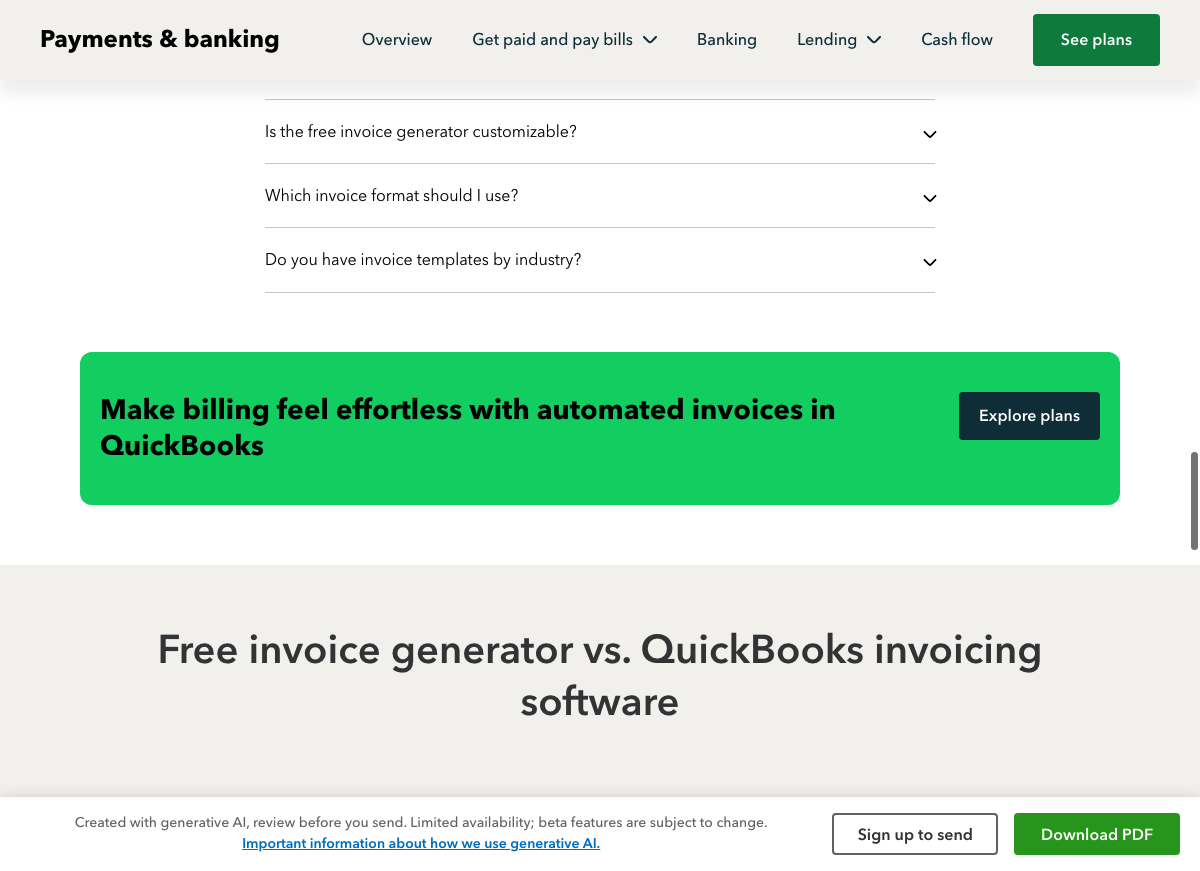 Payments & banking
Overview
Get paid and pay bills
Banking
Lending
Cash flow
See plans
Is the free invoice generator customizable?
Which invoice format should I use?
Do you have invoice templates by industry?
Make billing feel effortless with automated invoices in
QuickBooks
Explore plans
Free invoice generator vs. QuickBooks invoicing
software
Created with generative AI, review before you send. Limited availability; beta features are subject to change.
Important information about how we use generative AI.
Sign up to send
Download PDF